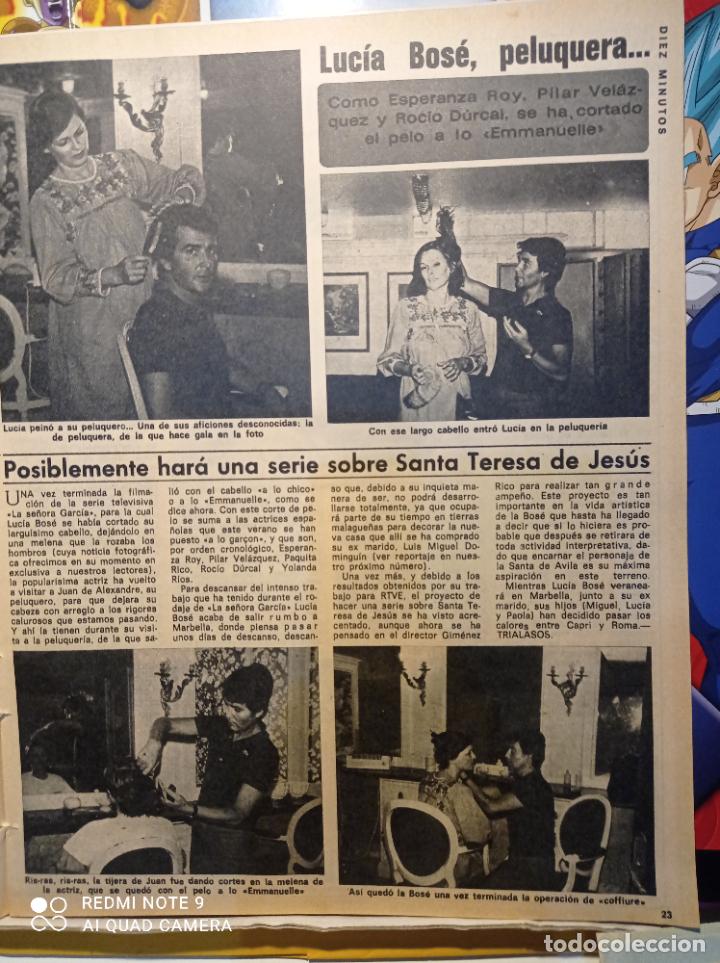 Lucía Bosé, peluquera...
DIEZ MINUTOS
Como Esperanza Roy, Pilar Veláz-
quez y Rocío Dúrcal, se ha cortado
el pelo a lo «Emmanuelle»
Lucía peinó a su peluquero... Una de sus aficiones desconocidas: la
de peluquera, de la que hace gala en la foto
Con ese largo cabello entró Lucía en la peluquería
Posiblemente hará una serie sobre Santa Teresa de Jesús
UNA vez terminada la filma-
ción de la serie televisiva
«La señora García», para la cual
Lucía Bosé se había cortado su
larguísimo cabello, dejándolo en
una melena que la rozaba los
hombros (cuya noticia fotográfi-
ca ofrecimos en su momento en
exclusiva a nuestros lectores),
la popularísima actriz ha vuelto
a visitar a Juan de Alexandre, su
peluquero, para que dejara su
cabeza con arreglo a los rigores
calurosos que estamos pasando.
Y ahí la tienen durante su visi-
ta a la peluquería, de la que sa-
lió con el cabello «a lo chico»
o a lo «Emmanuelle», como se
dice ahora. Con este corte de pe-
lo se suma a las actrices espa-
ñolas que este verano se han
puesto «a lo garçon», y que son,
por orden cronológico, Esperan-
za Roy, Pilar Velázquez, Paquita
Rico, Rocío Dúrcal y Yolanda
Ríos.
Para descansar del intenso traba-
jo que ha tenido durante el ro-
daje de «La señora García» Lucía
Bosé acaba de salir rumbo a
Marbella, donde piensa pasar
unos días de descanso, descan-
so que, debido a su inquieta ma-
nera de ser, no podrá desarro-
llarse totalmente, ya que ocu-
pará parte de su tiempo en tierras
malagueñas para decorar la nue-
va casa que allí se ha comprado
su ex marido, Luis Miguel Do-
minguín (ver reportaje en nues-
tro próximo número).
Una vez más, y debido a los
resultados obtenidos por su tra-
bajo para RTVE, el proyecto de
hacer una serie sobre Santa Te-
resa de Jesús se ha visto acre-
centado, aunque ahora se ha
pensado en el director Giménez
Rico para realizar tan grande
empeño. Este proyecto es tan
importante en la vida artística
de la Bosé que hasta ha llegado
a decir que si lo hiciera es pro-
bable que después se retirara de
toda actividad interpretativa, da-
do que encarnar el personaje de
la Santa de Avila es su máxima
aspiración en este terreno.
Mientras Lucía Bosé veranea-
rá en Marbella, junto a su ex
marido, sus hijos (Miguel, Lucía
y Paola) han decidido pasar los
calores entre Capri y Roma.—
TRIALASOS.
Ris-ras, ris-ras, la tijera de Juan fue dando cortes en la melena de
la actriz, que se quedó con el pelo a lo «Emmanuelle»
Así quedó la Bosé una vez terminada la operación de «coffiure»
23
REDMI NOTE 9
AI QUAD CAMERA
todocoleccion